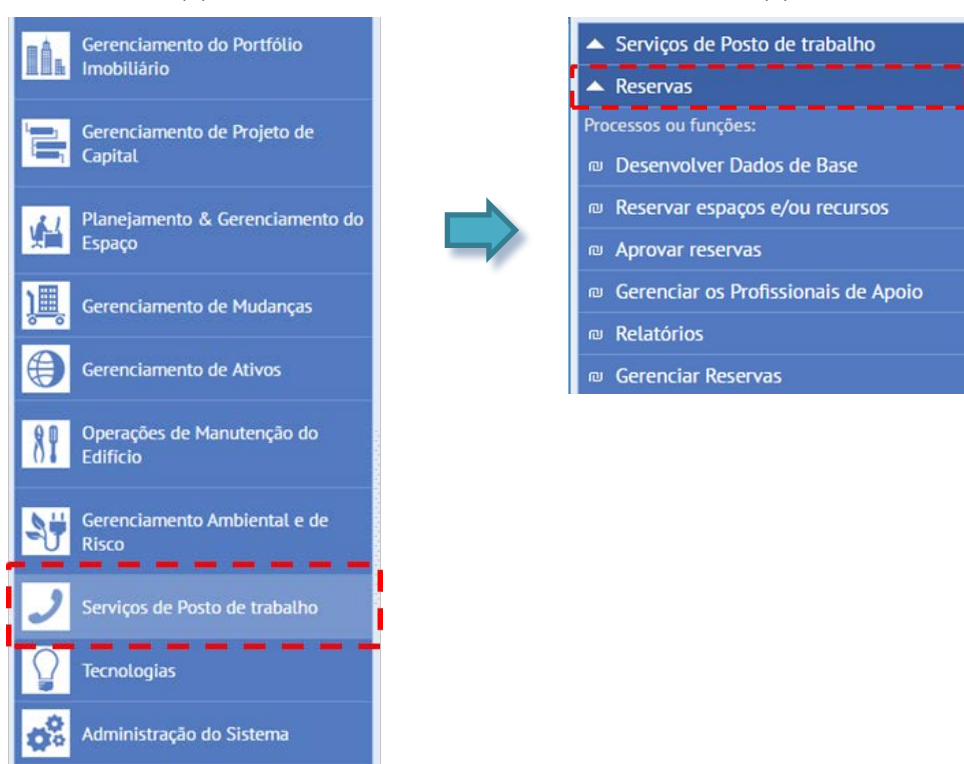 Gerenciamento do Portfólio
Imobiliário
Gerenciamento de Projeto de
Capital
Planejamento & Gerenciamento do
Espaço
Gerenciamento de Mudanças
Gerenciamento de Ativos
Operações de Manutenção do
Edifício
Gerenciamento Ambiental e de
Risco
Serviços de Posto de trabalho
Tecnologias
Administração do Sistema
Serviços de Posto de trabalho
Reservas
Processos ou funções:
Desenvolver Dados de Base
Reservar espaços e/ou recursos
Aprovar reservas
Gerenciar os Profissionais de Apoio
Relatórios
Gerenciar Reservas